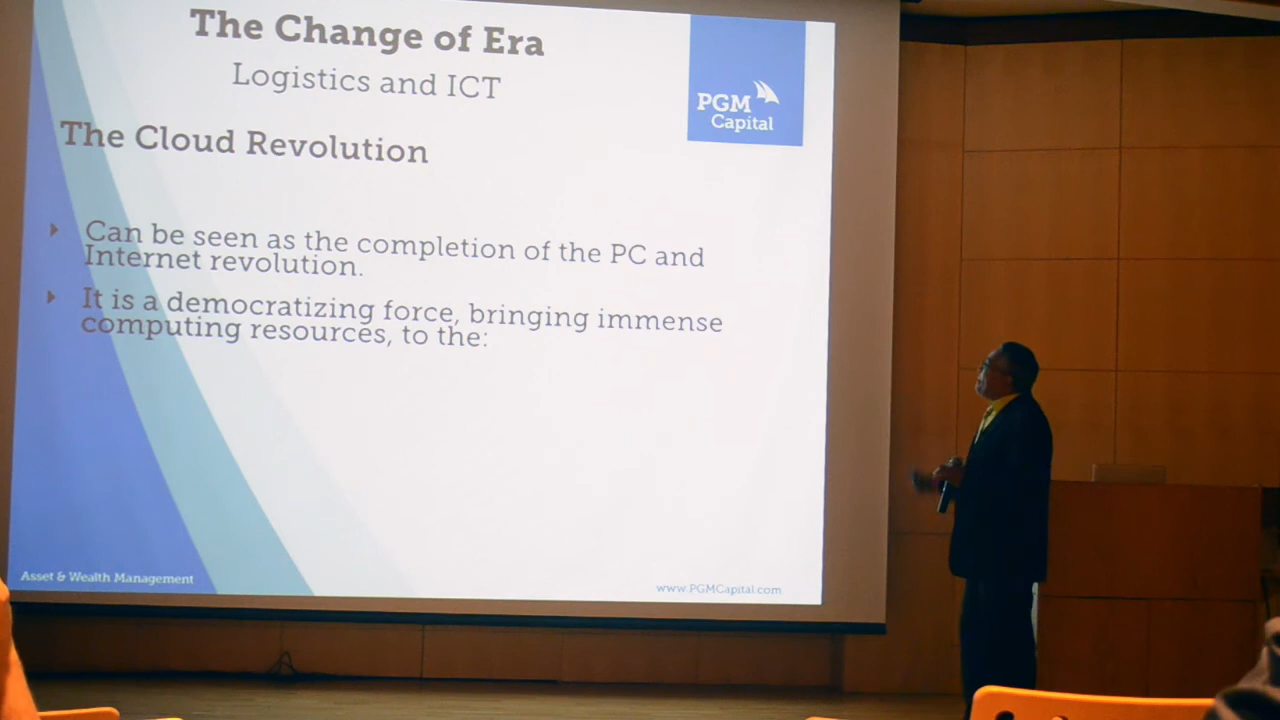 The Change of Era
Logistics and ICT
PGM
Capital
The Cloud Revolution
Can be seen as the completion of the PC and
Internet revolution.
It is a democratizing force, bringing immense
computing resources, to the:
Asset & Wealth Management
www.PGMCapital.com